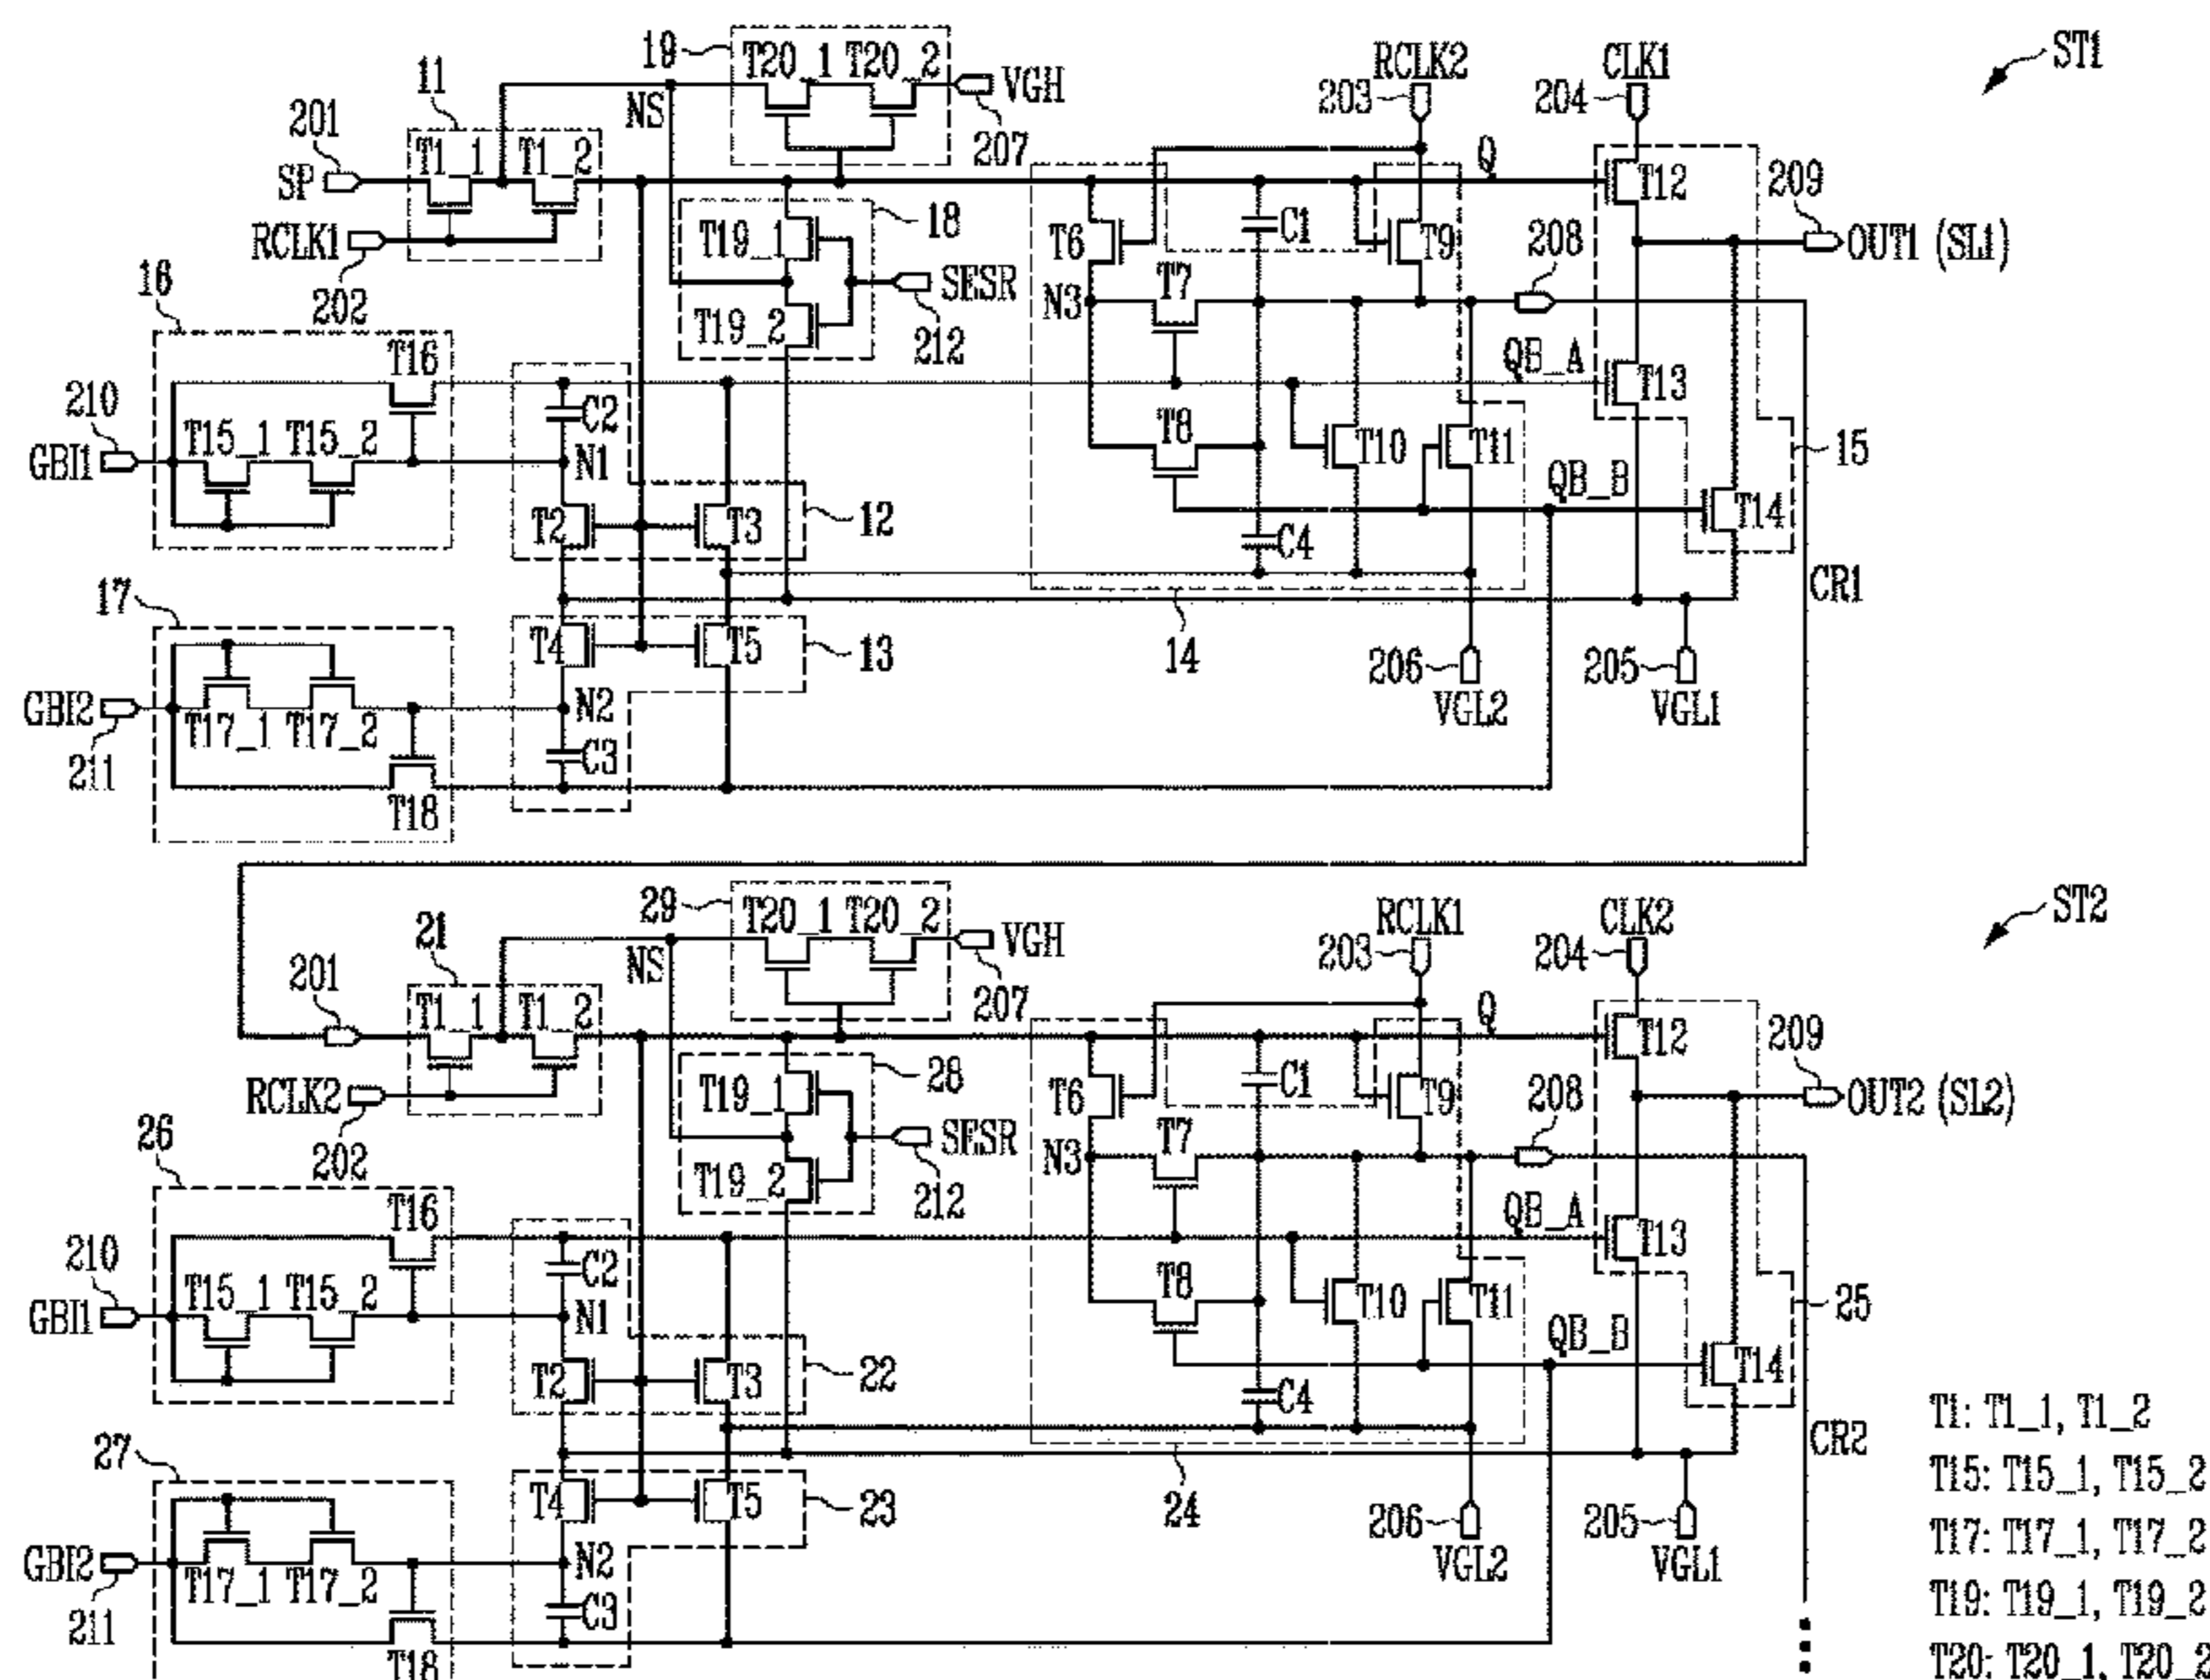 19
T20_1 T20_2
RCLK2
CLK1
ST1
11
NS
VGH
203
204
201
T1_1 T1_2
207
Q
T12
209
SP
18
T19_1
T6
C1
T9
208
OUT1 (SL1)
RCLK1
16
202
SESR
N3
T7
T19_2
212
QB_A
T16
210
C2
T8
T13
T15_1 T15_2
T10
T11
15
GBI1
N1
QB_B
T2
T3
12
T14
C4
17
CR1
T4
T5
13
14
206
205
GBI2
N2
VGL2
VGL1
T17_1 T17_2
211
C3
T18
29
T20_1 T20_2
RCLK1
CLK2
ST2
21
NS
VGH
203
204
201
T1_1 T1_2
207
Q
T12
209
28
T19_1
T6
C1
T9
208
OUT2 (SL2)
RCLK2
26
202
SESR
N3
T7
T19_2
212
QB_A
T16
210
C2
T8
T13
T15_1 T15_2
T10
T11
25
GBI1
N1
QB_B
T2
T3
22
T14
C4
T1: T1_1, T1_2
27
CR2
T4
T5
23
24
T15: T15_1, T15_2
206
205
T17: T17_1, T17_2
GBI2
N2
VGL2
VGL1
T17_1 T17_2
T19: T19_1, T19_2
211
C3
T18
T20: T20_1, T20_2